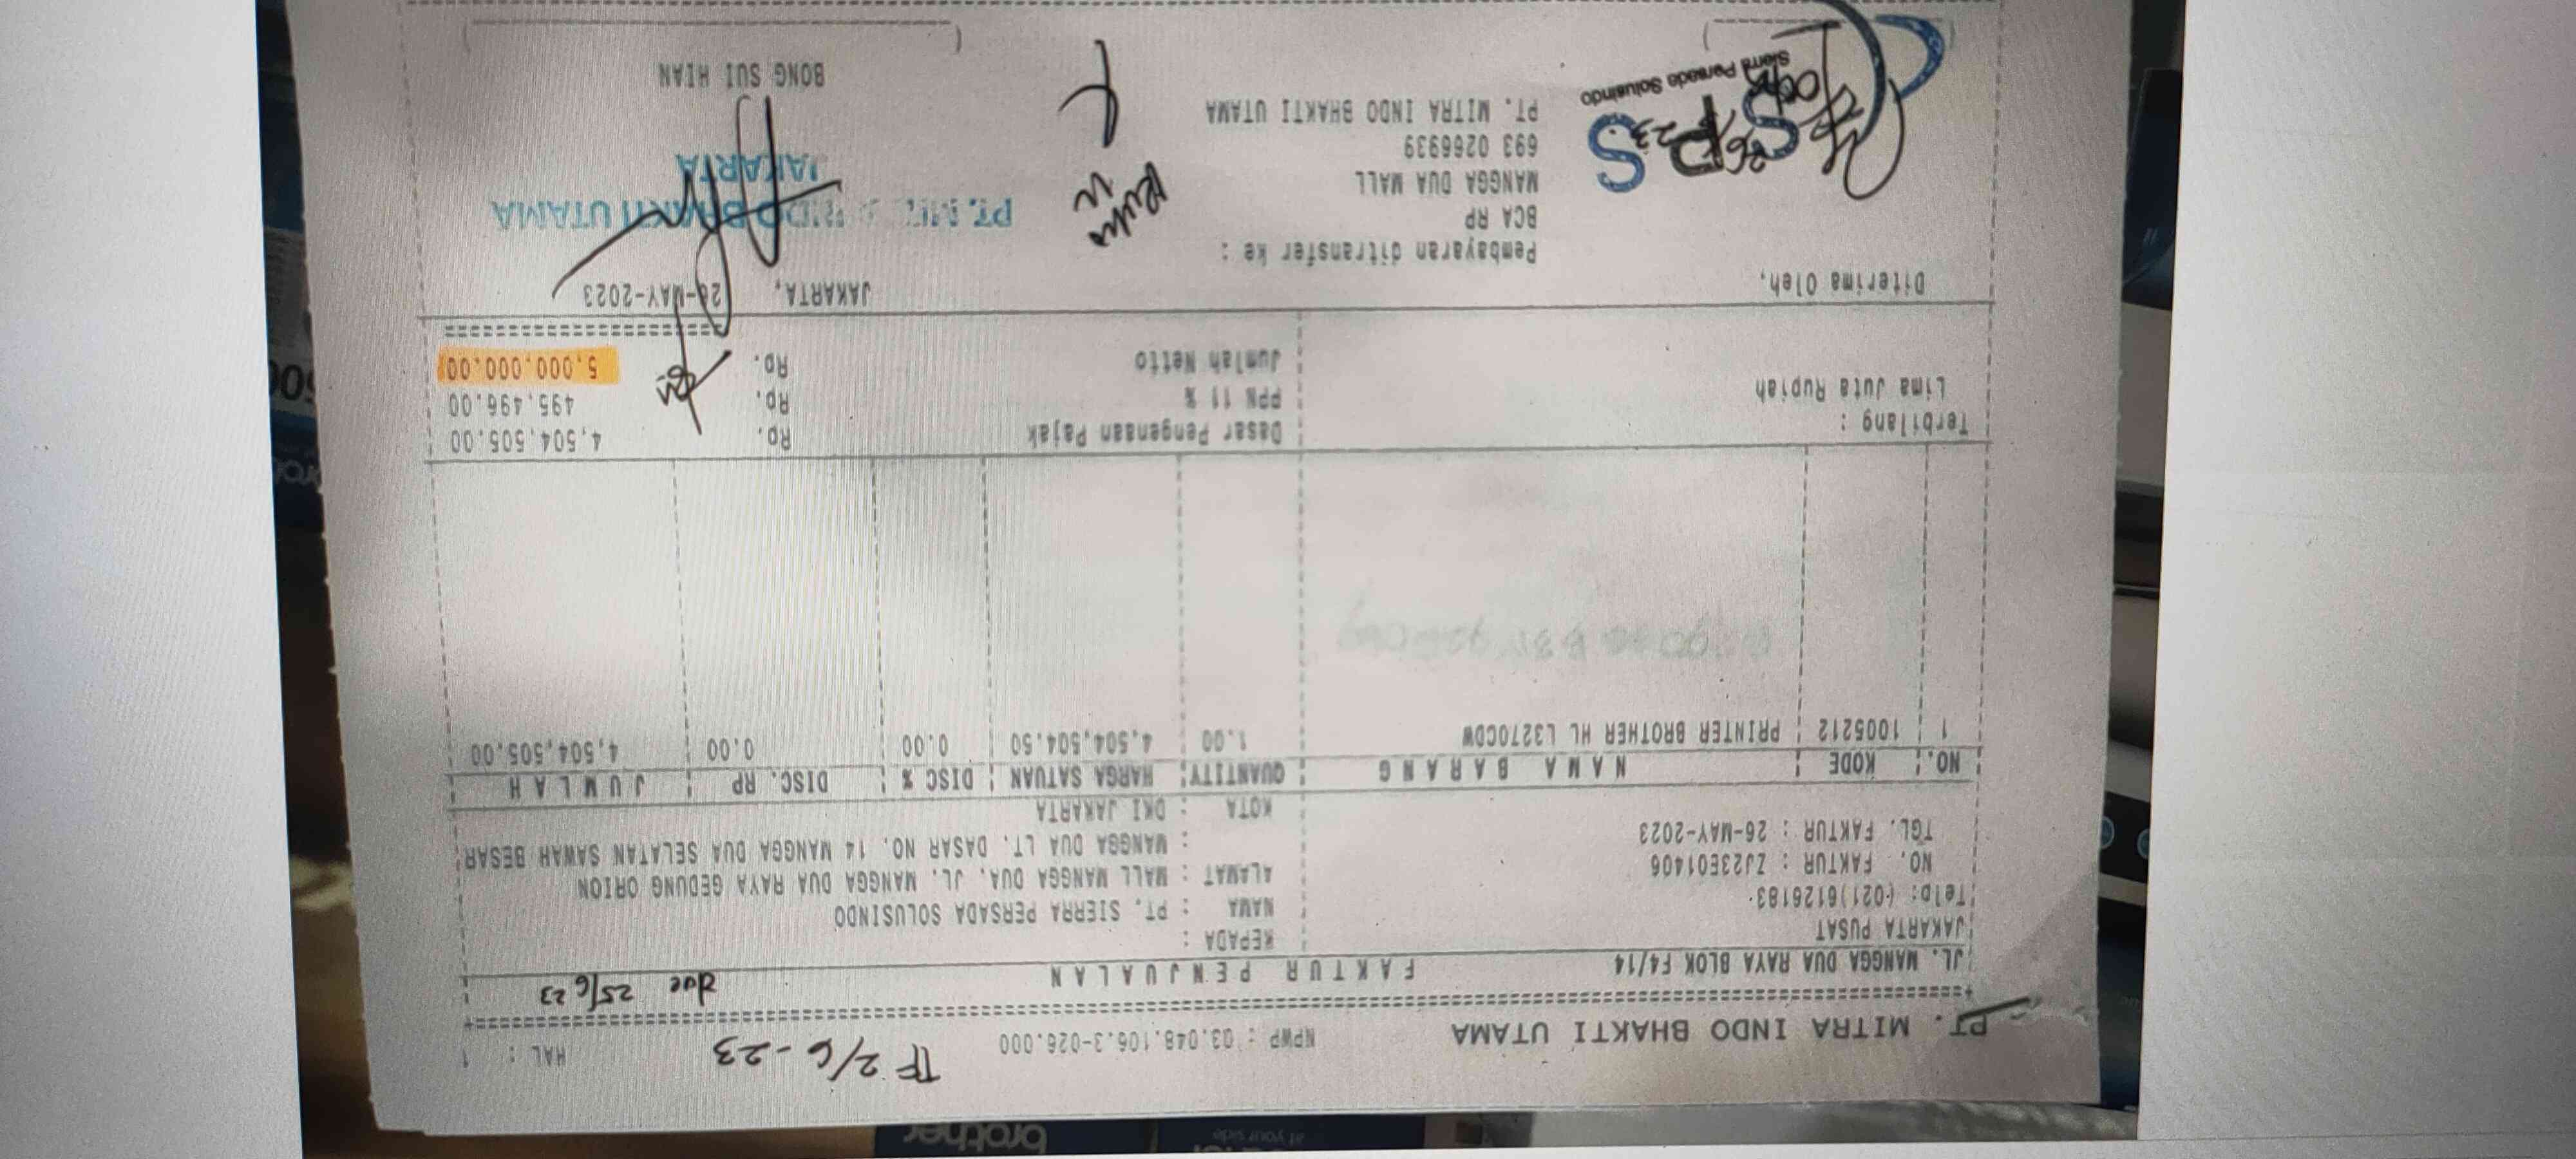 PT. MITRA INDO BHAKTI UTAMA
NPWP : 03.048.106.3-026.000
TF 2/6-23
HAL : 1
JL. MANGGA DUA RAYA BLOK F4/14
FAKTUR PENJUALAN
due 25/6 23
JAKARTA PUSAT
Telp: (021)6126183
NO. FAKTUR : ZJ23E01406
TGL. FAKTUR : 26-MAY-2023
KEPADA :
NAMA : PT. SIERRA PERSADA SOLUSINDO
ALAMAT : MALL MANGGA DUA, JL. MANGGA DUA RAYA GEDUNG ORION
: MANGGA DUA LT. DASAR NO. 14 MANGGA DUA SELATAN SAWAH BESAR
KOTA : DKI JAKARTA
NO. KODE NAMA BARANG QUANTITY HARGA SATUAN DISC % DISC. RP JUMLAH
1 1005212 PRINTER BROTHER HL L3270CDW 1.00 4,504,504.50 0.00 0.00 4,504,505.00
Terbilang :
Lima Juta Rupiah
Dasar Pengenaan Pajak Rp. 4,504,505.00
PPN 11 % Rp. 495,496.00
Jumlah Netto Rp. 5,000,000.00
Diterima Oleh,
Pembayaran ditransfer ke :
BCA RP
MANGGA DUA MALL
693 0266939
PT. MITRA INDO BHAKTI UTAMA
JAKARTA, 26-MAY-2023
BHAKTI UTAMA
JAKARTA
BONG SUI HIAN
SPS
Sierra Persada Solusindo
brother
at your side